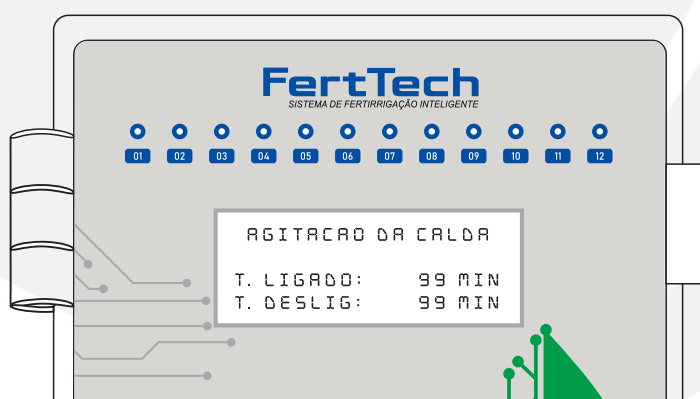 FertTech
SISTEMA DE FERTIRRIGAÇÃO INTELIGENTE
01 02 03 04 05 06 07 08 09 10 11 12
AGITACAO DA CALDA
T. LIGADO: 99 MIN
T. DESLIG: 99 MIN